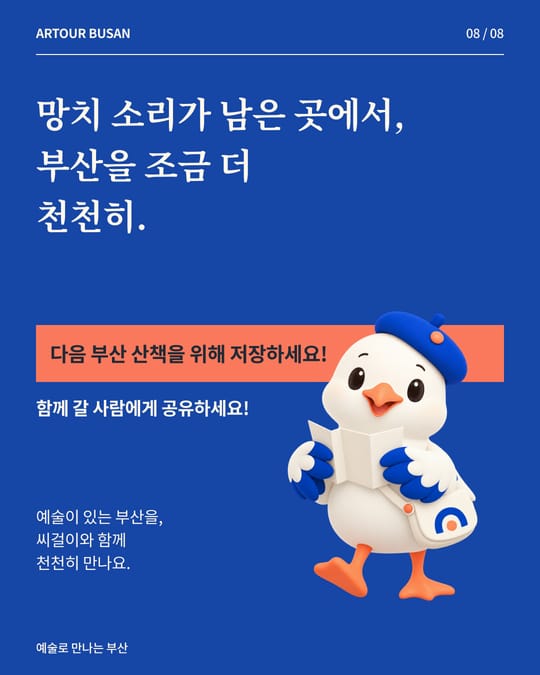 ARTOUR BUSAN
08 / 08
망치 소리가 남은 곳에서,
부산을 조금 더
천천히.
다음 부산 산책을 위해 저장하세요!
함께 갈 사람에게 공유하세요!
예술이 있는 부산을,
씨걸이와 함께
천천히 만나요.
예술로 만나는 부산